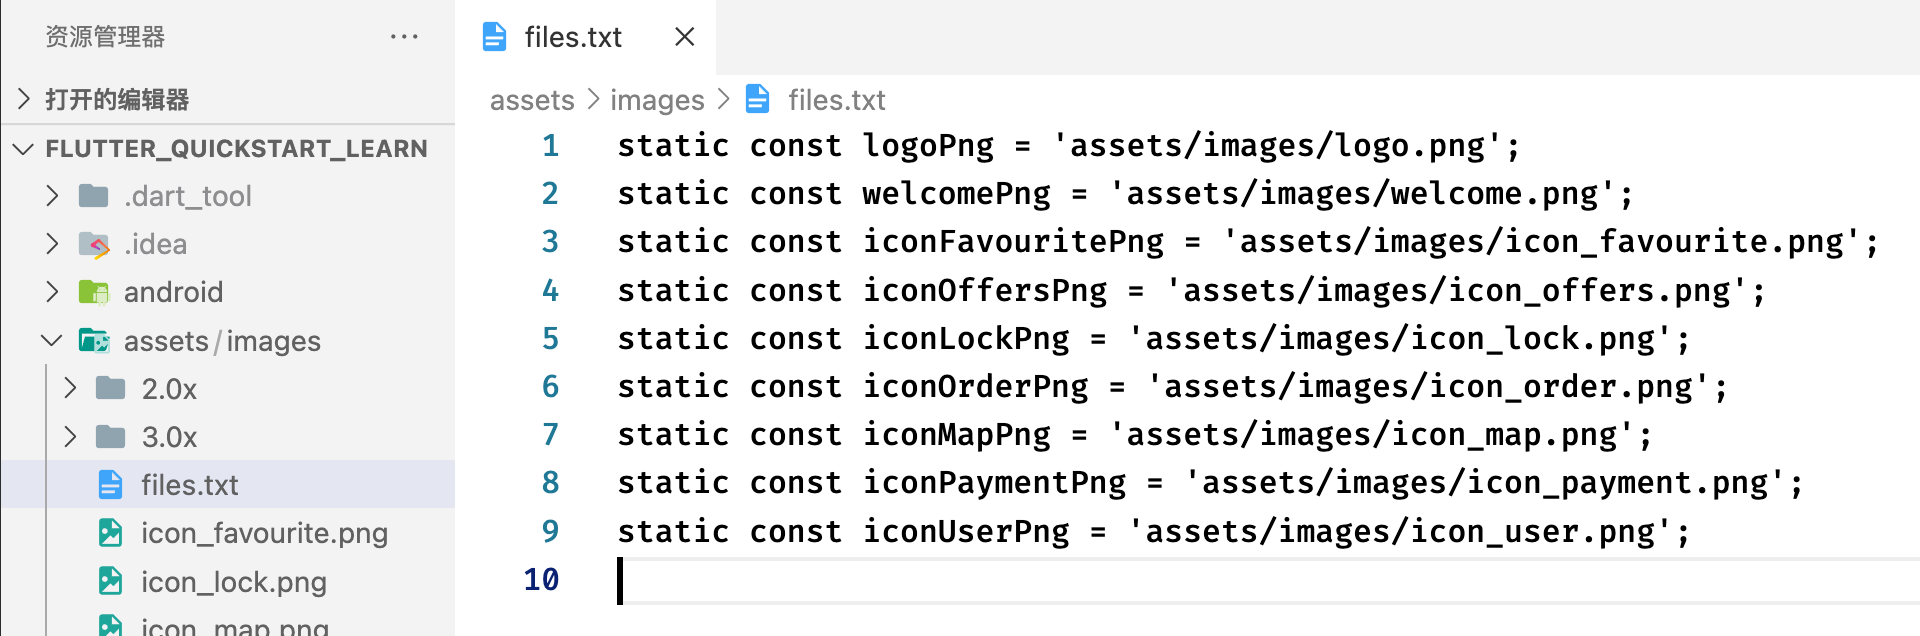 资源管理器 ···
打开的编辑器
FLUTTER_QUICKSTART_LEARN
.dart_tool
.idea
android
assets/images
2.0x
3.0x
files.txt
icon_favourite.png
icon_lock.png
icon_map.png
files.txt
assets > images > files.txt
1 static const logoPng = 'assets/images/logo.png';
2 static const welcomePng = 'assets/images/welcome.png';
3 static const iconFavouritePng = 'assets/images/icon_favourite.png';
4 static const iconOffersPng = 'assets/images/icon_offers.png';
5 static const iconLockPng = 'assets/images/icon_lock.png';
6 static const iconOrderPng = 'assets/images/icon_order.png';
7 static const iconMapPng = 'assets/images/icon_map.png';
8 static const iconPaymentPng = 'assets/images/icon_payment.png';
9 static const iconUserPng = 'assets/images/icon_user.png';
10